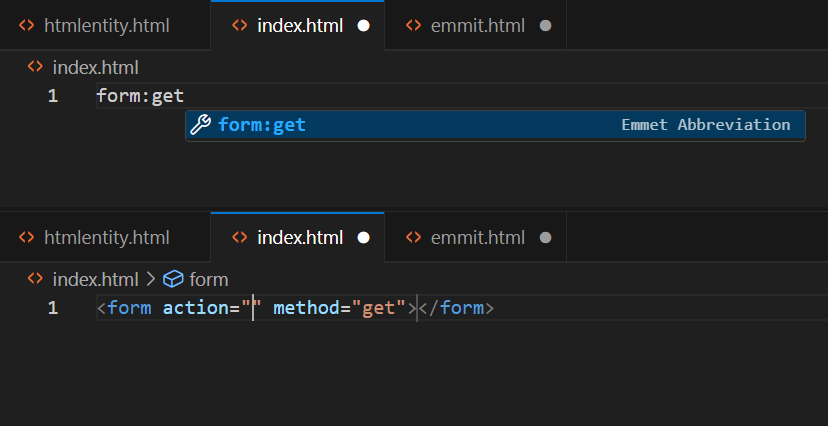 htmlentity.html index.html emmit.html
index.html
1 form:get
form:get Emmet Abbreviation
htmlentity.html index.html emmit.html
index.html > form
1 <form action="" method="get"></form>